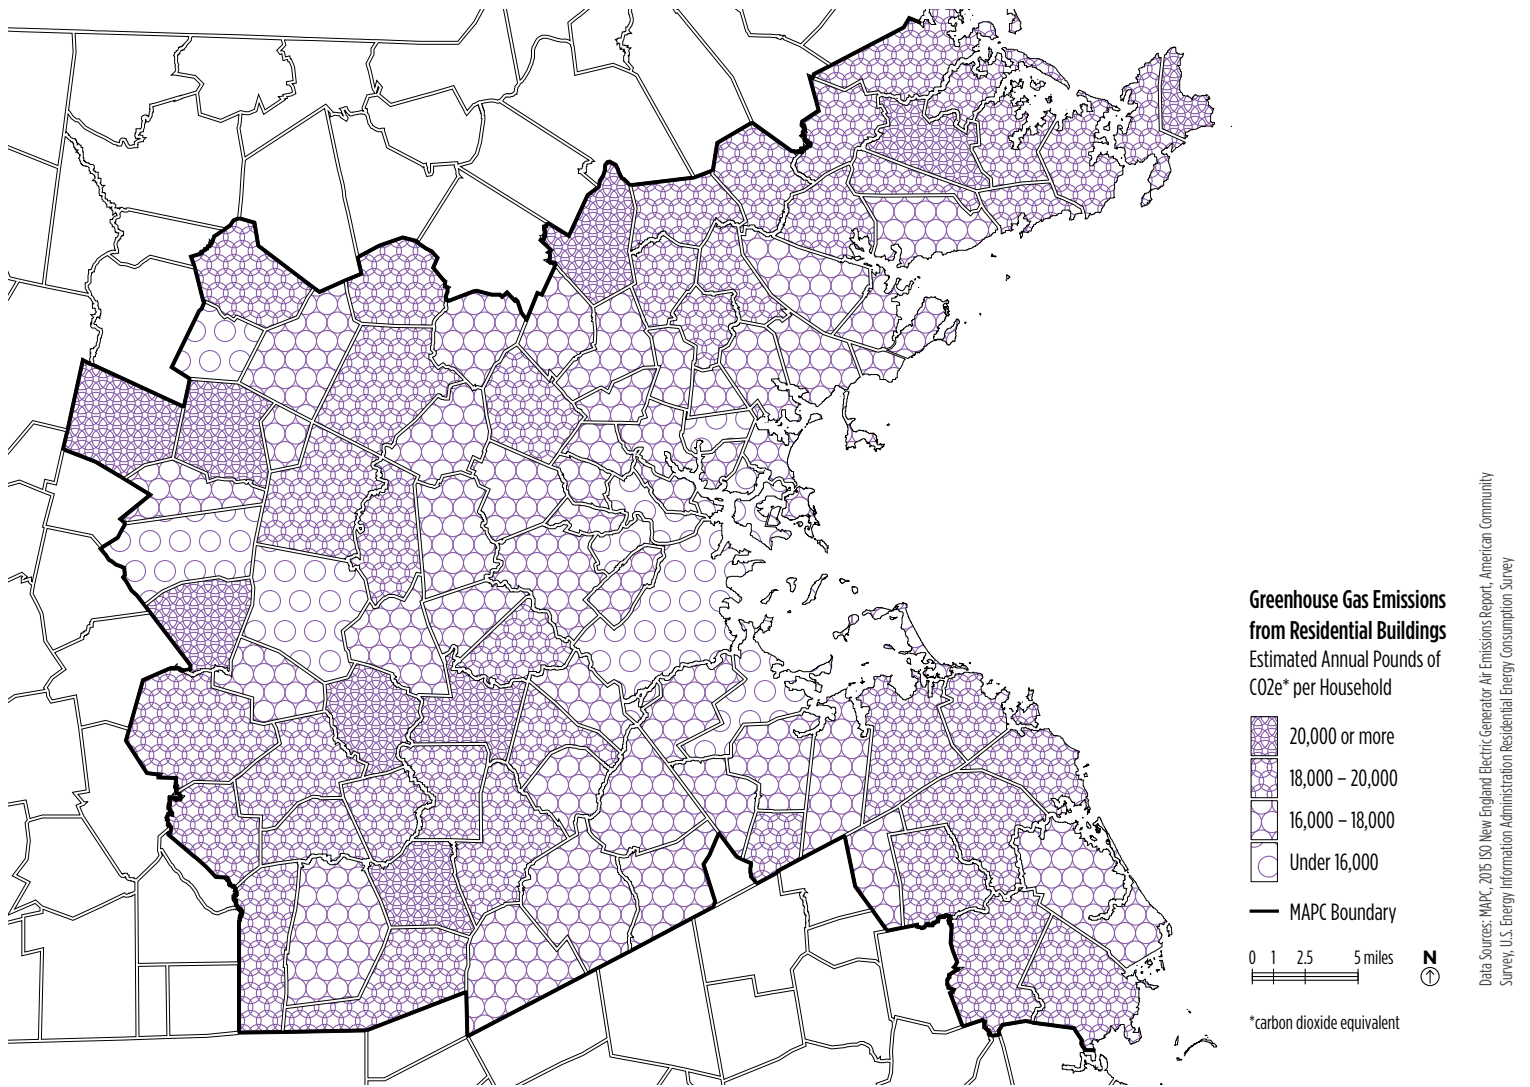 Greenhouse Gas Emissions
from Residential Buildings
Estimated Annual Pounds of
CO2e* per Household
20,000 or more
18,000 – 20,000
16,000 – 18,000
Under 16,000
MAPC Boundary
0 1 2.5 5 miles
N
*carbon dioxide equivalent
Data Sources: MAPC, 2015 ISO New England Electric Generator Air Emissions Report, American Community
Survey, U.S. Energy Information Administration Residential Energy Consumption Survey